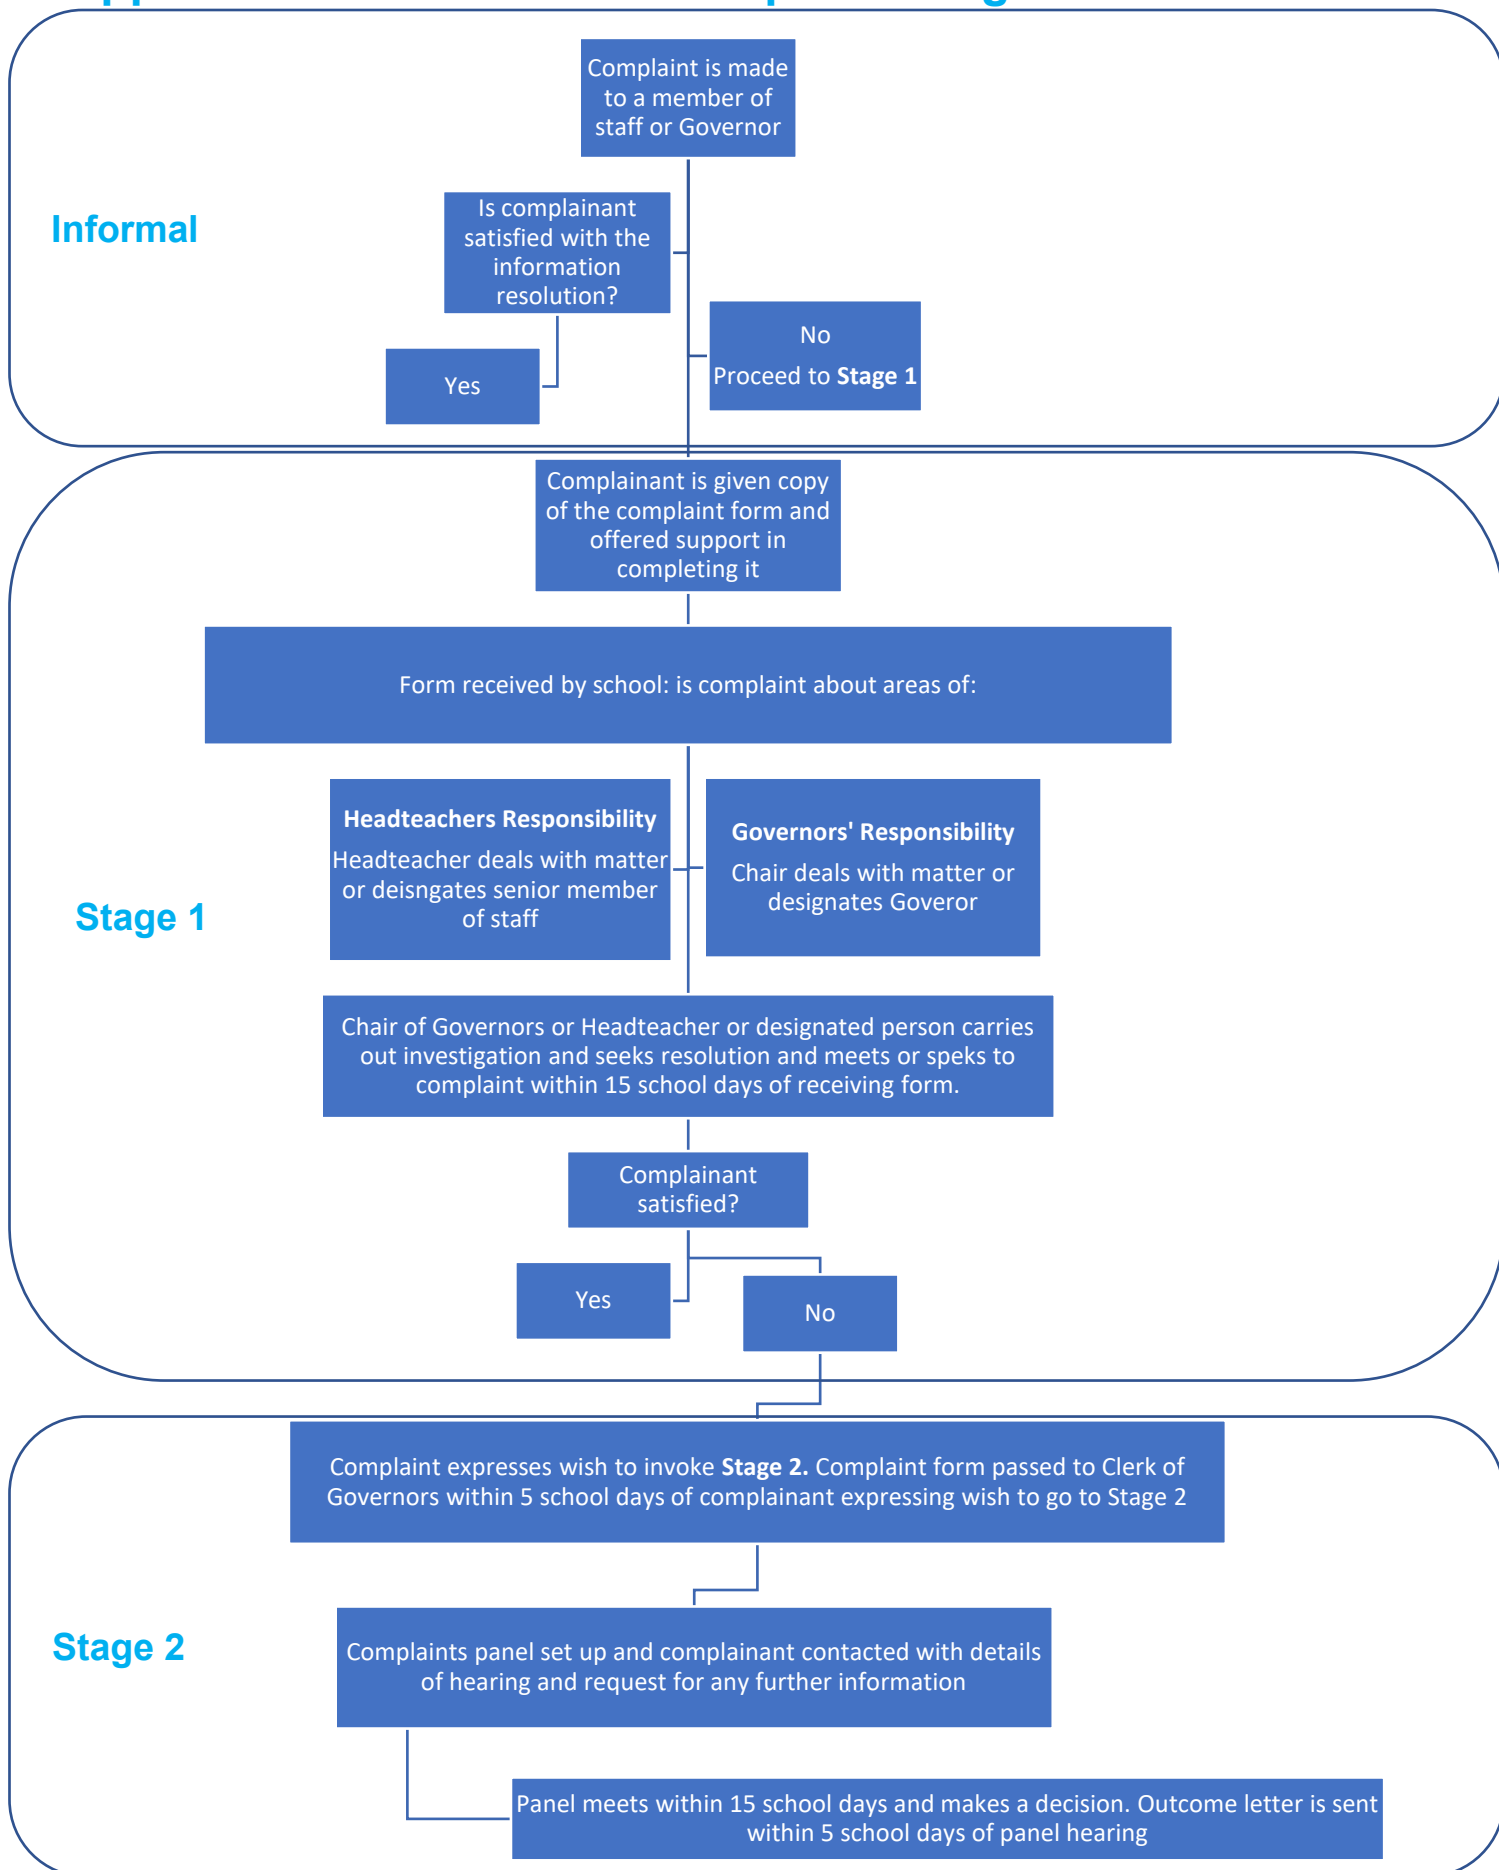 Complaint is made
to a member of
staff or Governor
Informal
Is complainant
satisfied with the
information
resolution?
No
Proceed to Stage 1
Yes
Complainant is given copy
of the complaint form and
offered support in
completing it
Form received by school: is complaint about areas of:
Headteachers Responsibility
Headteacher deals with matter
or deisngates senior member
of staff
Governors' Responsibility
Chair deals with matter or
designates Goveror
Stage 1
Chair of Governors or Headteacher or designated person carries
out investigation and seeks resolution and meets or speks to
complaint within 15 school days of receiving form.
Complainant
satisfied?
Yes
No
Complaint expresses wish to invoke Stage 2. Complaint form passed to Clerk of
Governors within 5 school days of complainant expressing wish to go to Stage 2
Stage 2
Complaints panel set up and complainant contacted with details
of hearing and request for any further information
Panel meets within 15 school days and makes a decision. Outcome letter is sent
within 5 school days of panel hearing